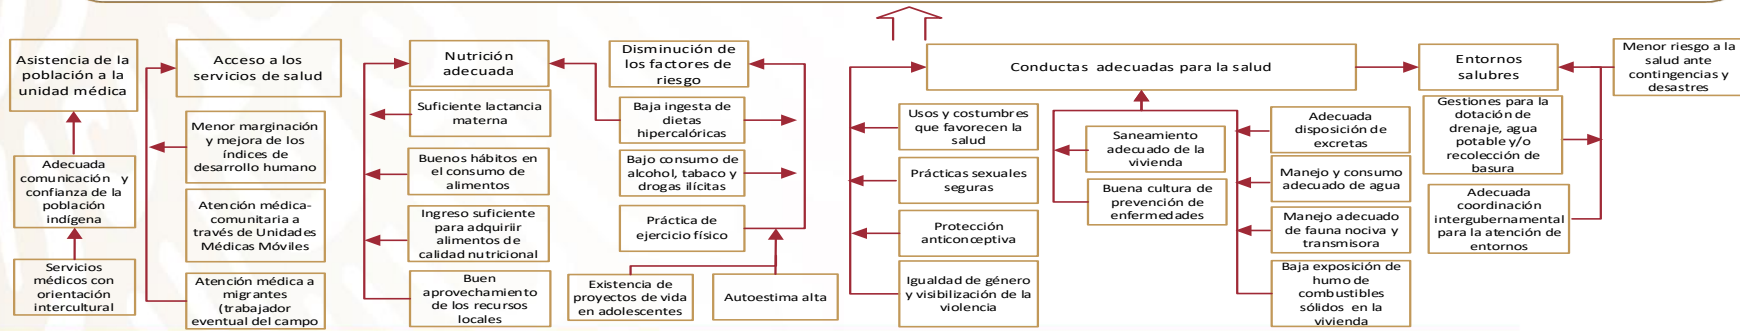 Asistencia de la
población a la
unidad médica
Adecuada
comunicación y
confianza de la
población
indígena
Servicios
médicos con
orientación
intercultural
Acceso a los
servicios de salud
Menor marginación
y mejora de los
índices de
desarrollo humano
Atención médica-
comunitaria a
través de Unidades
Médicas Móviles
Atención médica a
migrantes
(trabajador
eventual del campo
Nutrición
adecuada
Suficiente lactancia
materna
Buenos hábitos en
el consumo de
alimentos
Ingreso suficiente
para adquiriir
alimentos de
calidad nutricional
Buen
aprovechamiento
de los recursos
locales
Disminución de
los factores de
riesgo
Baja ingesta de
dietas
hipercalóricas
Bajo consumo de
alcohol, tabaco y
drogas ilícitas
Práctica de
ejercicio físico
Existencia de
proyectos de vida
en adolescentes
Autoestima alta
Conductas adecuadas para la salud
Usos y costumbres
que favorecen la
salud
Prácticas sexuales
seguras
Protección
anticonceptiva
Igualdad de género
y visibilización de la
violencia
Saneamiento
adecuado de la
vivienda
Buena cultura de
prevención de
enfermedades
Adecuada
disposición de
excretas
Manejo y consumo
adecuado de agua
Manejo adecuado
de fauna nociva y
transmisora
Baja exposición de
humo de
combustibles
sólidos en la
vivienda
Entornos
salubres
Gestiones para la
dotación de
drenaje, agua
potable y/o
recolección de
basura
Adecuada
coordinación
intergubernamental
para la atención de
entornos
Menor riesgo a la
salud ante
contingencias y
desastres